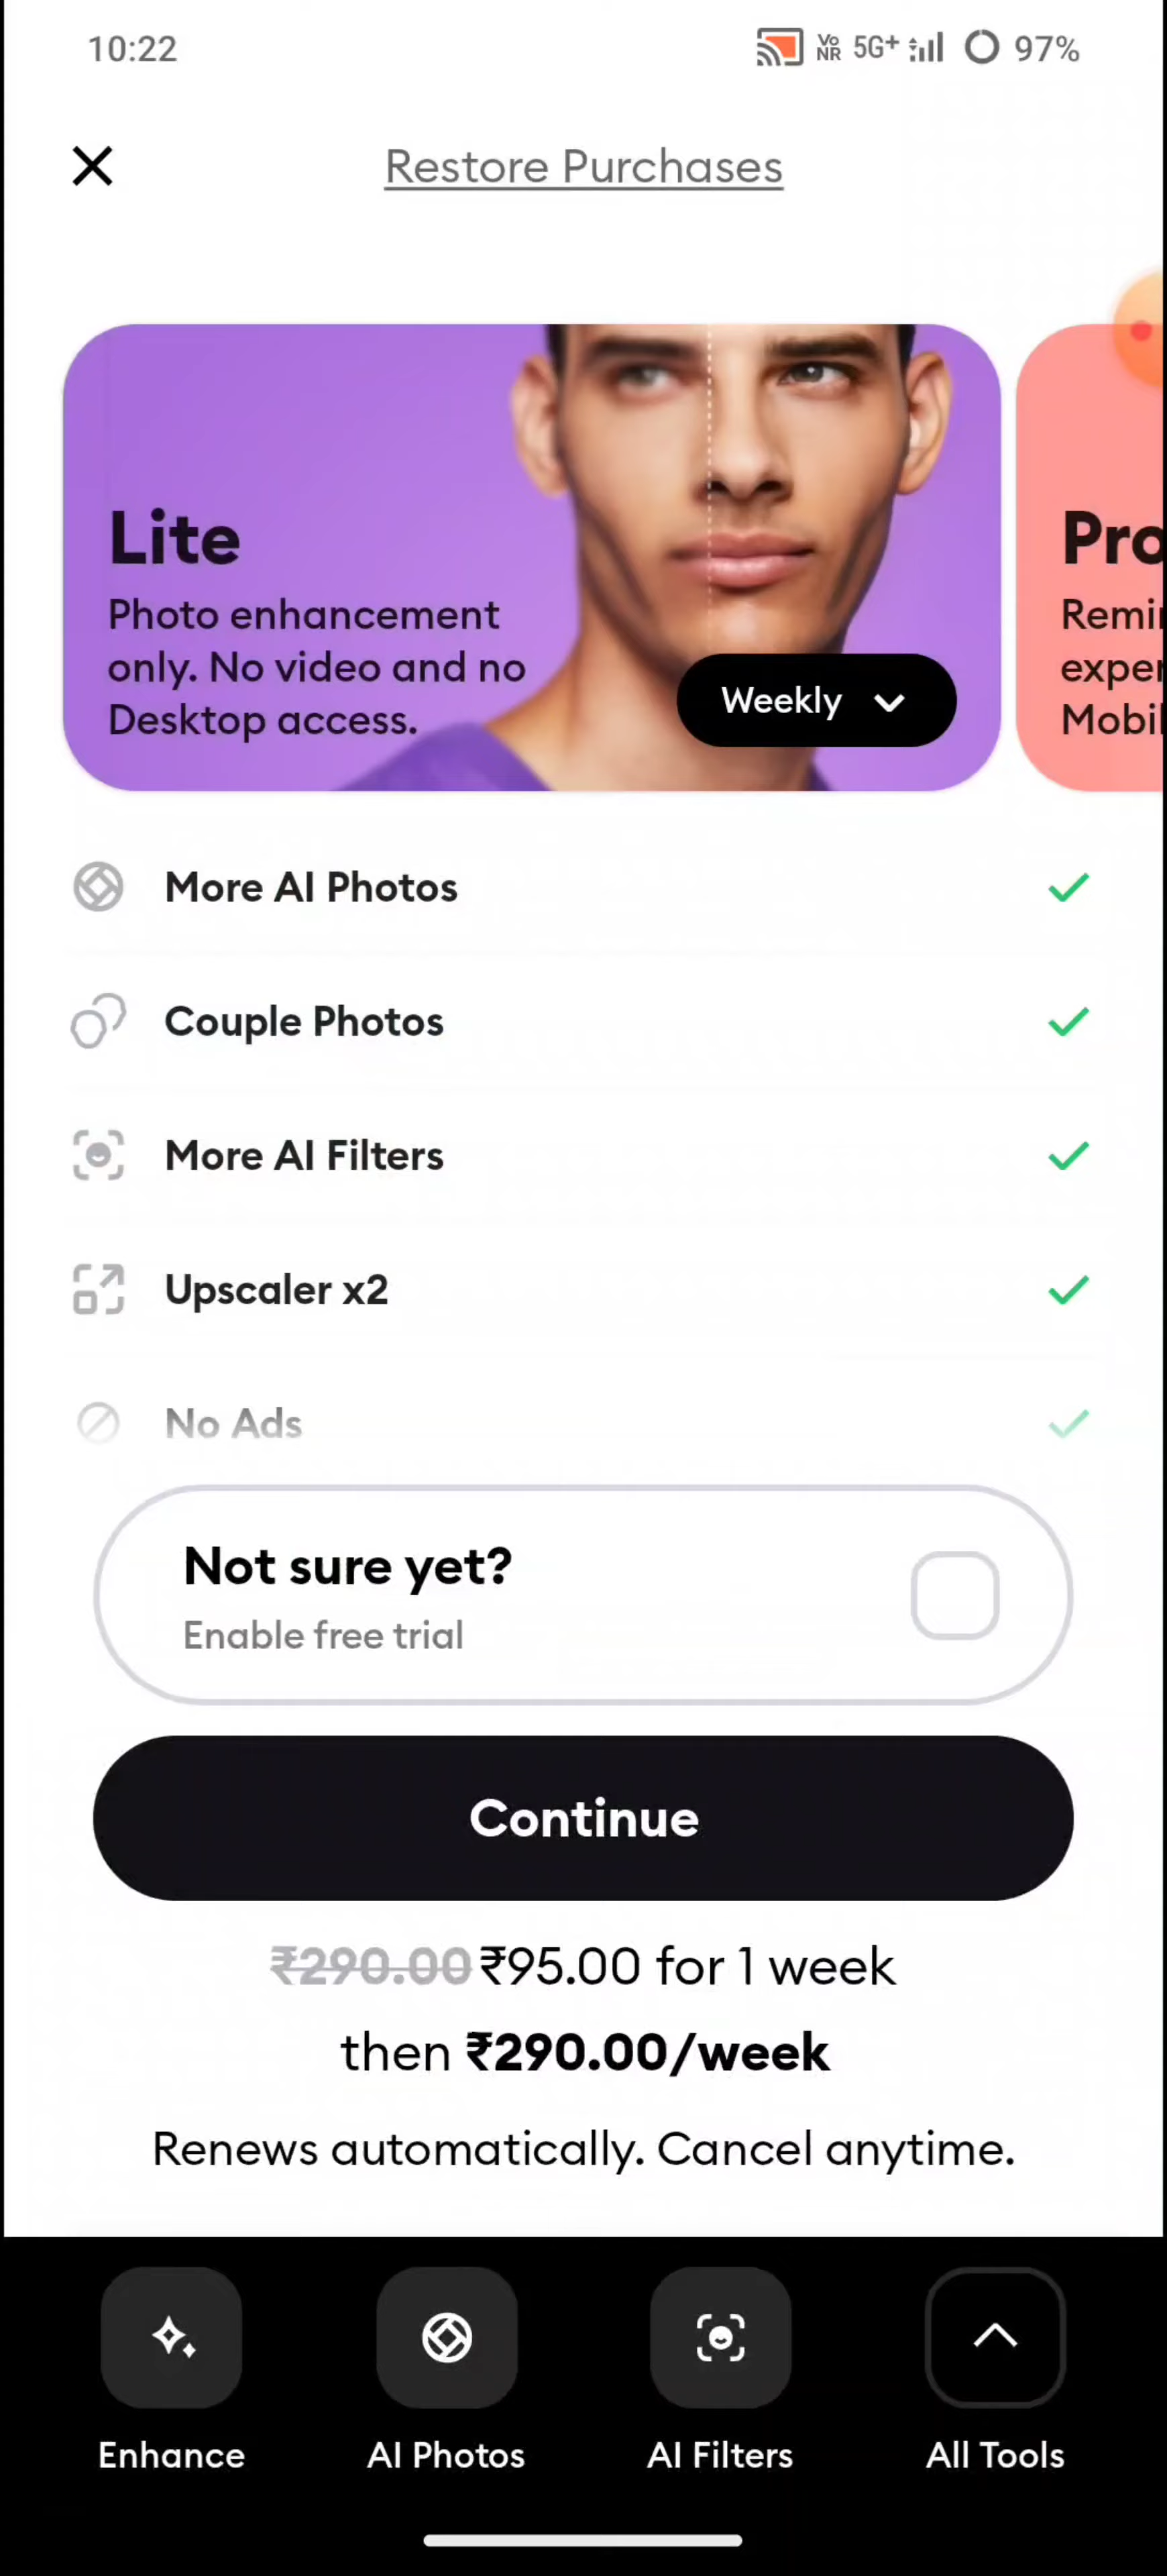 10:22
Vo
NR
5G+
97%
Restore Purchases
Lite
Photo enhancement
only. No video and no
Desktop access.
Weekly
More AI Photos
Couple Photos
More AI Filters
Upscaler x2
No Ads
Not sure yet?
Enable free trial
Continue
₹290.00 ₹95.00 for 1 week
then ₹290.00/week
Renews automatically. Cancel anytime.
Enhance
AI Photos
AI Filters
All Tools